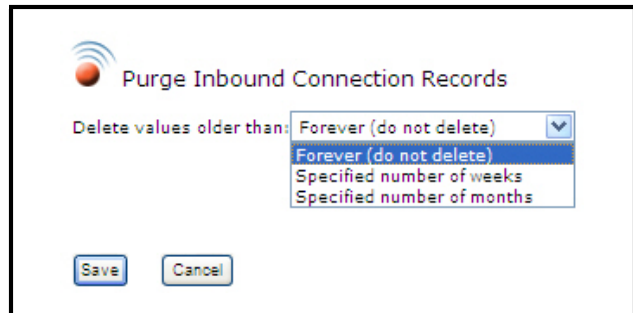 Purge Inbound Connection Records
Delete values older than: Forever (do not delete)
Forever (do not delete)
Specified number of weeks
Specified number of months
Save Cancel